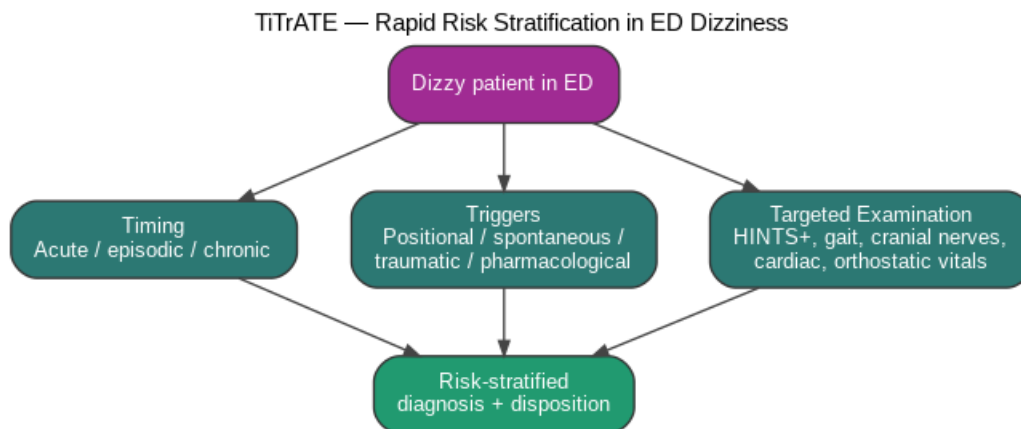 TiTrATE — Rapid Risk Stratification in ED Dizziness
Dizzy patient in ED
Timing
Acute / episodic / chronic
Triggers
Positional / spontaneous /
traumatic / pharmacological
Targeted Examination
HINTS+, gait, cranial nerves,
cardiac, orthostatic vitals
Risk-stratified
diagnosis + disposition